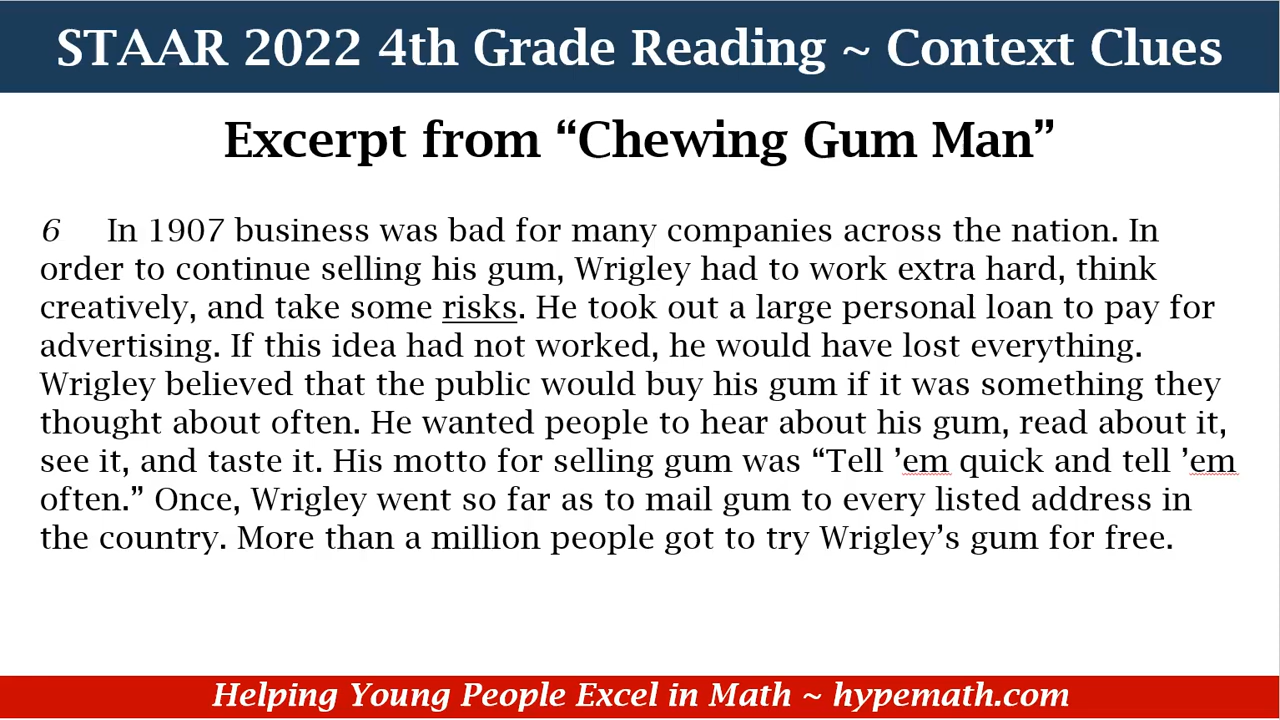 STAAR 2022 4th Grade Reading ~ Context Clues
Excerpt from “Chewing Gum Man”
6 In 1907 business was bad for many companies across the nation. In
order to continue selling his gum, Wrigley had to work extra hard, think
creatively, and take some risks. He took out a large personal loan to pay for
advertising. If this idea had not worked, he would have lost everything.
Wrigley believed that the public would buy his gum if it was something they
thought about often. He wanted people to hear about his gum, read about it,
see it, and taste it. His motto for selling gum was “Tell ’em quick and tell ’em
often.” Once, Wrigley went so far as to mail gum to every listed address in
the country. More than a million people got to try Wrigley’s gum for free.
Helping Young People Excel in Math ~ hypemath.com